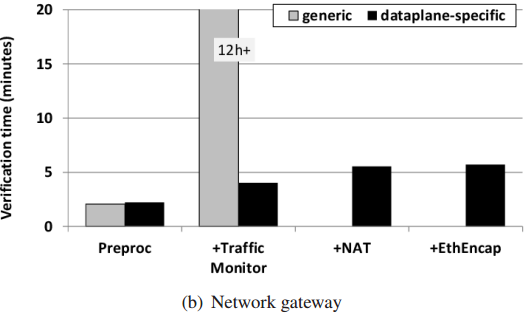 generic dataplane-specific
Verification time (minutes)
20
15
10
5
0
12h+
Preproc +Traffic Monitor +NAT +EthEncap
(b) Network gateway